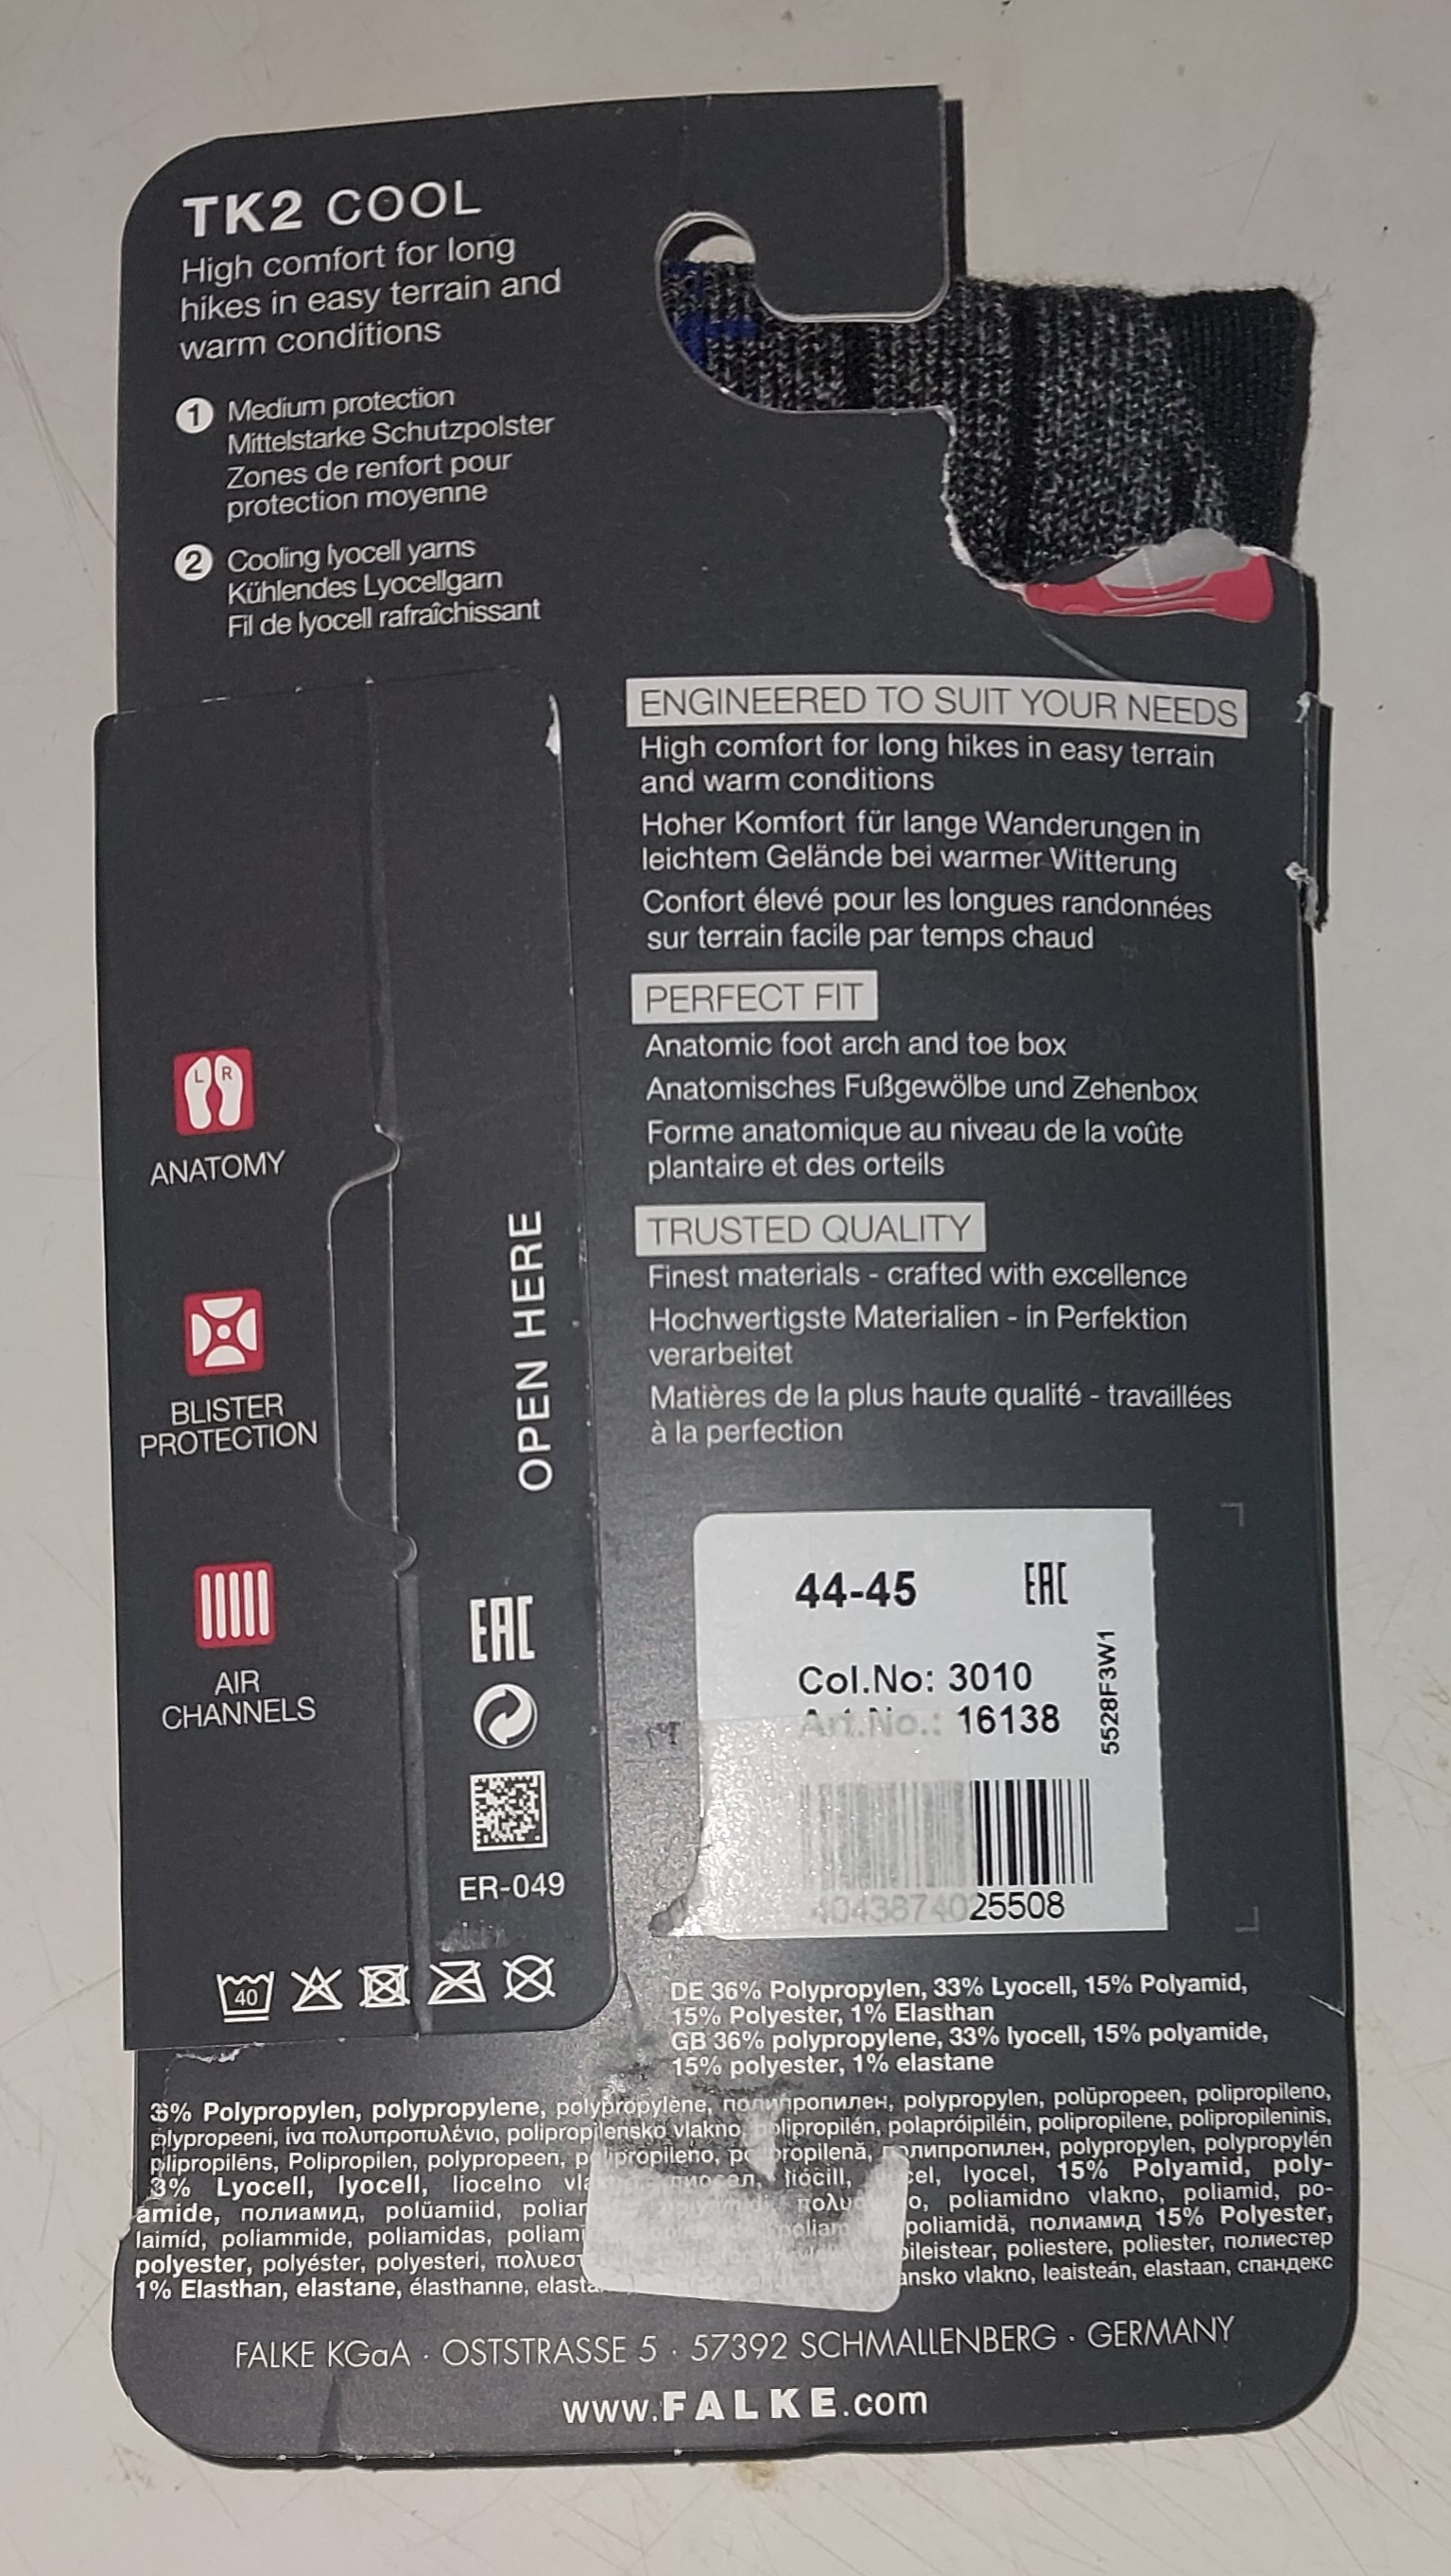 TK2 COOL
High comfort for long
hikes in easy terrain and
warm conditions
1 Medium protection
Mittelstarke Schutzpolster
Zones de renfort pour
protection moyenne
2 Cooling lyocell yarns
Kühlendes Lyocellgarn
Fil de lyocell rafraîchissant
ENGINEERED TO SUIT YOUR NEEDS
High comfort for long hikes in easy terrain
and warm conditions
Hoher Komfort für lange Wanderungen in
leichtem Gelände bei warmer Witterung
Confort élevé pour les longues randonnées
sur terrain facile par temps chaud
PERFECT FIT
Anatomic foot arch and toe box
Anatomisches Fußgewölbe und Zehenbox
Forme anatomique au niveau de la voûte
plantaire et des orteils
TRUSTED QUALITY
Finest materials - crafted with excellence
Hochwertigste Materialien - in Perfektion
verarbeitet
Matières de la plus haute qualité - travaillées
à la perfection
L R
ANATOMY
BLISTER
PROTECTION
AIR
CHANNELS
OPEN HERE
EAC
ER-049
40
44-45 EAC
Col.No: 3010
Art.No.: 16138
5528F3W1
4043874025508
DE 36% Polypropylen, 33% Lyocell, 15% Polyamid,
15% Polyester, 1% Elasthan
GB 36% polypropylene, 33% lyocell, 15% polyamide,
15% polyester, 1% elastane
Polypropylen, polypropylene, polypropylène, полипропилен, polypropylen, polüpropeen, polipropileno,
ίνα πολυπροπυλένιο, polipropilensko vlakno, polipropilén, polapróipiléin, polipropilene, polipropileninis,
Polipropilen, polypropeen, polipropileno, полипропилен, polypropylen, polypropylén
Lyocell, lyocell, liocelno lyocel, 15% Polyamid, poly-
amide, полиамид, polüamiid, poliamidno vlakno, poliamid, po-
laimíd, poliammide, poliamidas, poliamidă, полиамид 15% Polyester,
polyester, polyéster, polyesteri, poliestere, poliester, полиестер
1% Elasthan, elastane, élasthanne, vlakno, leaisteán, elastaan, спандекс
FALKE KGaA · OSTSTRASSE 5 · 57392 SCHMALLENBERG · GERMANY
www.FALKE.com